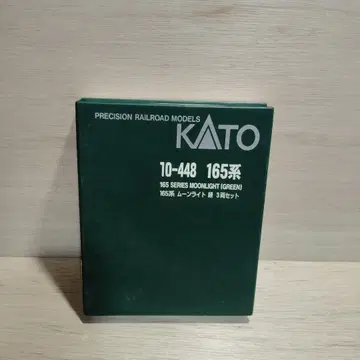 PRECISION RAILROAD MODELS
KATO
10-448 165系
165 SERIES MOONLIGHT (GREEN)
165系 ムーンライト 緑 3両セット